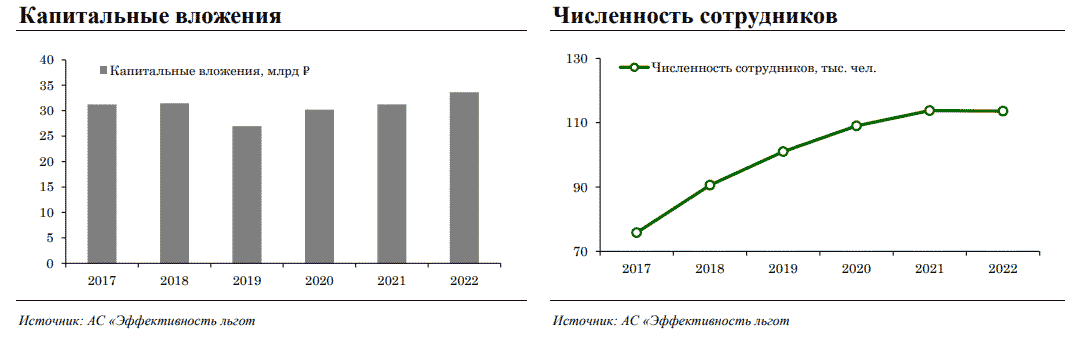 Капитальные вложения
40
35
30
25
20
15
10
5
0
Капитальные вложения, млрд ₽
2017 2018 2019 2020 2021 2022
Источник: АС «Эффективность льгот
Численность сотрудников
130
110
90
70
Численность сотрудников, тыс. чел.
2017 2018 2019 2020 2021 2022
Источник: АС «Эффективность льгот